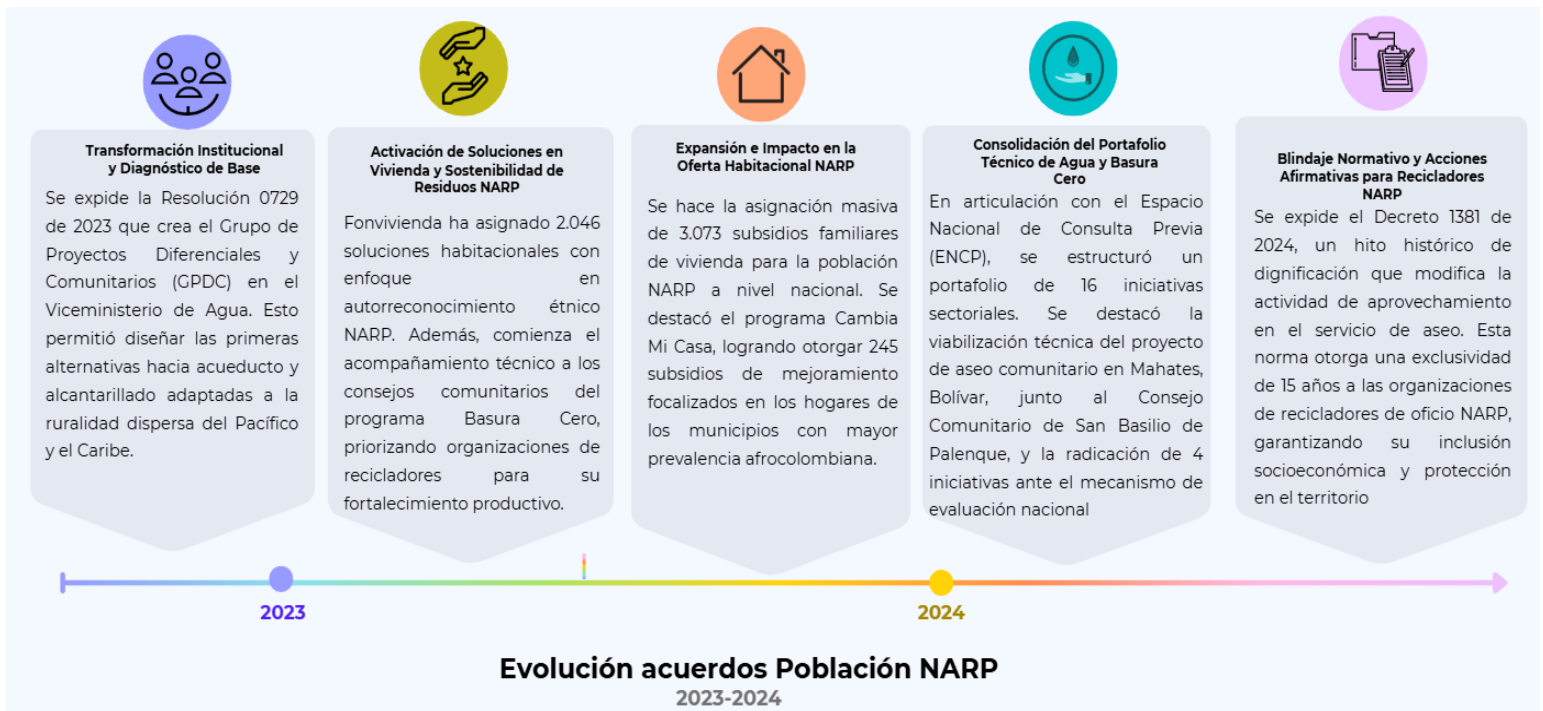 Transformación Institucional
y Diagnóstico de Base
Se expide la Resolución 0729
de 2023 que crea el Grupo de
Proyectos Diferenciales y
Comunitarios (GPDC) en el
Viceministerio de Agua. Esto
permitió diseñar las primeras
alternativas hacia acueducto y
alcantarillado adaptadas a la
ruralidad dispersa del Pacífico
y el Caribe.
Activación de Soluciones en
Vivienda y Sostenibilidad de
Residuos NARP
Fonvivienda ha asignado 2.046
soluciones habitacionales con
enfoque en
autorreconocimiento étnico
NARP. Además, comienza el
acompañamiento técnico a los
consejos comunitarios del
programa Basura Cero,
priorizando organizaciones de
recicladores para su
fortalecimiento productivo.
Expansión e Impacto en la
Oferta Habitacional NARP
Se hace la asignación masiva
de 3.073 subsidios familiares
de vivienda para la población
NARP a nivel nacional. Se
destacó el programa Cambia
Mi Casa, logrando otorgar 245
subsidios de mejoramiento
focalizados en los hogares de
los municipios con mayor
prevalencia afrocolombiana.
Consolidación del Portafolio
Técnico de Agua y Basura
Cero
En articulación con el Espacio
Nacional de Consulta Previa
(ENCP), se estructuró un
portafolio de 16 iniciativas
sectoriales. Se destacó la
viabilización técnica del proyecto
de aseo comunitario en Mahates,
Bolívar, junto al Consejo
Comunitario de San Basilio de
Palenque, y la radicación de 4
iniciativas ante el mecanismo de
evaluación nacional
Blindaje Normativo y Acciones
Afirmativas para Recicladores
NARP
Se expide el Decreto 1381 de
2024, un hito histórico de
dignificación que modifica la
actividad de aprovechamiento
en el servicio de aseo. Esta
norma otorga una exclusividad
de 15 años a las organizaciones
de recicladores de oficio NARP,
garantizando su inclusión
socioeconómica y protección
en el territorio
2023
2024
Evolución acuerdos Población NARP
2023-2024